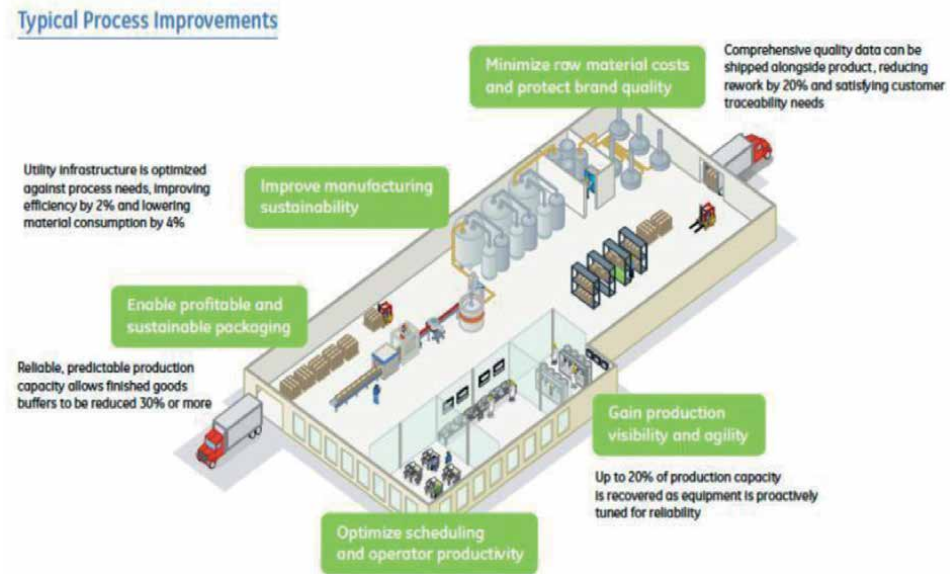 Typical Process Improvements
Minimize raw material costs
and protect brand quality
Comprehensive quality data can be
shipped alongside product, reducing
rework by 20% and satisfying customer
traceability needs
Utility infrastructure is optimized
against process needs, improving
efficiency by 2% and lowering
material consumption by 4%
Improve manufacturing
sustainability
Enable profitable and
sustainable packaging
Reliable, predictable production
capacity allows finished goods
buffers to be reduced 30% or more
Gain production
visibility and agility
Up to 20% of production capacity
is recovered as equipment is proactively
tuned for reliability
Optimize scheduling
and operator productivity